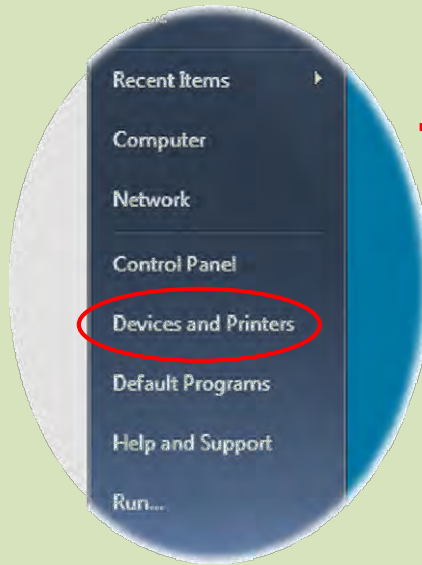 Recent Items
Computer
Network
Control Panel
Devices and Printers
Default Programs
Help and Support
Run...